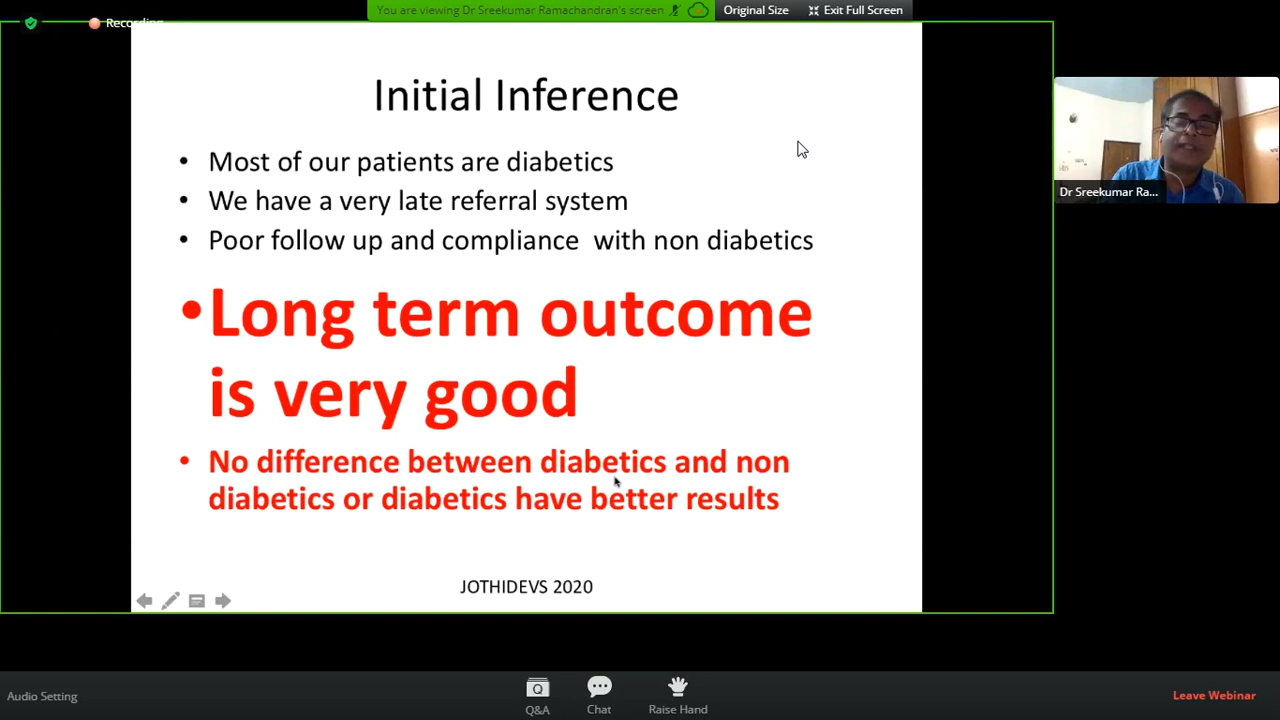 You are viewing Dr Sreekumar Ramachandran's screen
Original Size
Exit Full Screen
Recording
Initial Inference
• Most of our patients are diabetics
• We have a very late referral system
• Poor follow up and compliance with non diabetics
• Long term outcome
is very good
• No difference between diabetics and non
diabetics or diabetics have better results
JOTHIDEVS 2020
Dr Sreekumar Ra...
Audio Setting
Q&A
Chat
Raise Hand
Leave Webinar